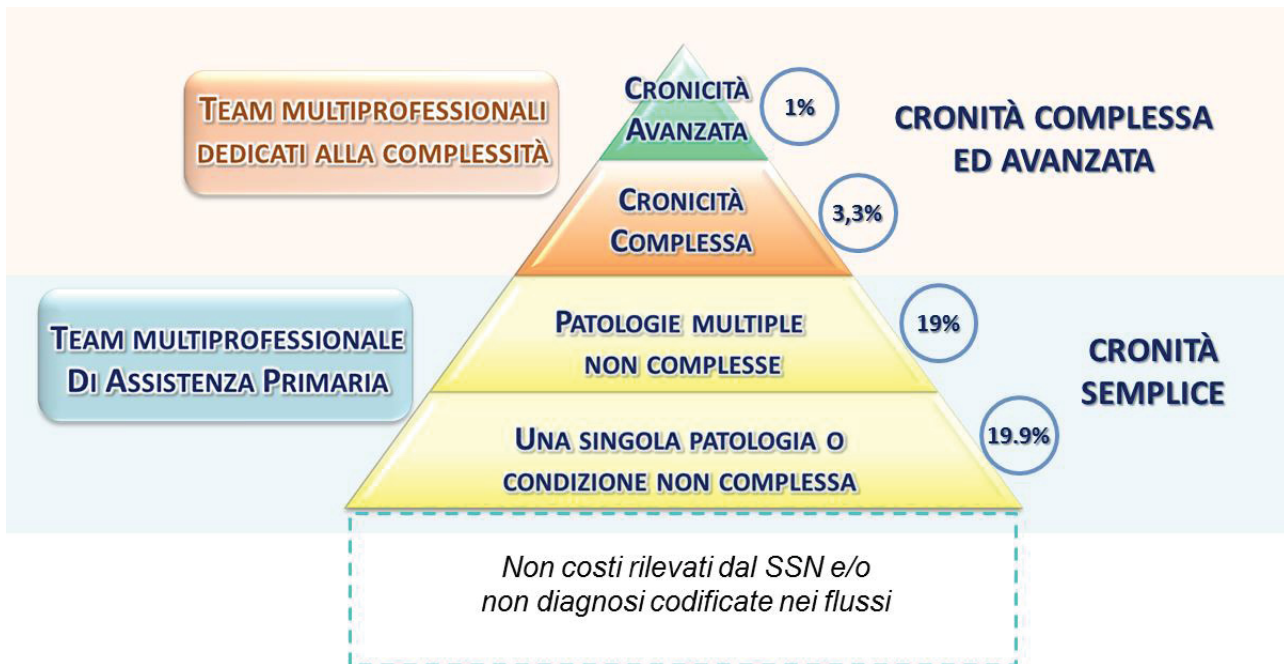 TEAM MULTIPROFESSIONALI
DEDICATI ALLA COMPLESSITÀ
CRONICITÀ
AVANZATA
1%
CRONITÀ COMPLESSA
ED AVANZATA
CRONICITÀ
COMPLESSA
3,3%
TEAM MULTIPROFESSIONALE
DI ASSISTENZA PRIMARIA
PATOLOGIE MULTIPLE
NON COMPLESSE
19%
CRONITÀ
SEMPLICE
UNA SINGOLA PATOLOGIA O
CONDIZIONE NON COMPLESSA
19.9%
Non costi rilevati dal SSN e/o
non diagnosi codificate nei flussi